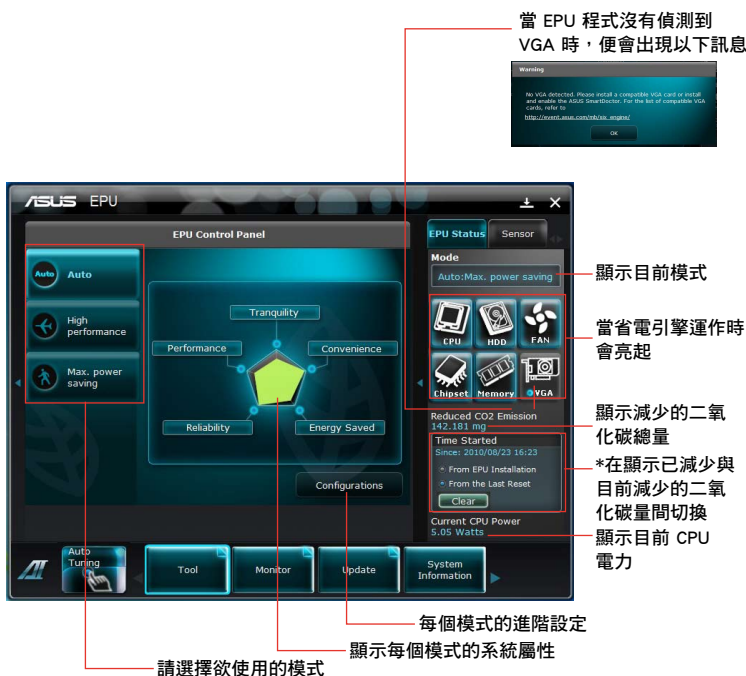 當 EPU 程式沒有偵測到
VGA 時，便會出現以下訊息
Warning
No VGA detected. Please install a compatible VGA card or install
and enable the ASUS SmartDoctor. For the list of compatible VGA
cards, refer to
http://event.asus.com/mb/six_engine/
OK
ASUS EPU
EPU Control Panel
Auto Auto
High
performance
Max. power
saving
Tranquility
Performance
Convenience
Reliability
Energy Saved
Configurations
EPU Status
Sensor
Mode
Auto:Max. power saving
CPU
HDD
FAN
Chipset
Memory
VGA
Reduced CO2 Emission
142.181 mg
Time Started
Since: 2010/08/23 16:23
From EPU Installation
From the Last Reset
Clear
Current CPU Power
5.05 Watts
顯示目前模式
當省電引擎運作時
會亮起
顯示減少的二氧
化碳總量
*在顯示已減少與
目前減少的二氧
化碳量間切換
顯示目前 CPU
電力
AI
Auto
Tuning
Tool
Monitor
Update
System
Information
每個模式的進階設定
顯示每個模式的系統屬性
請選擇欲使用的模式